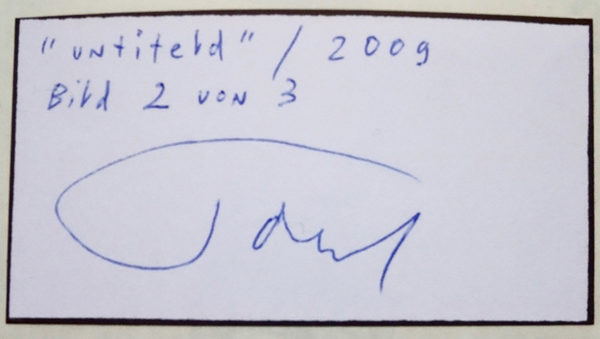 "untiteld" / 2009
Bild 2 von 3